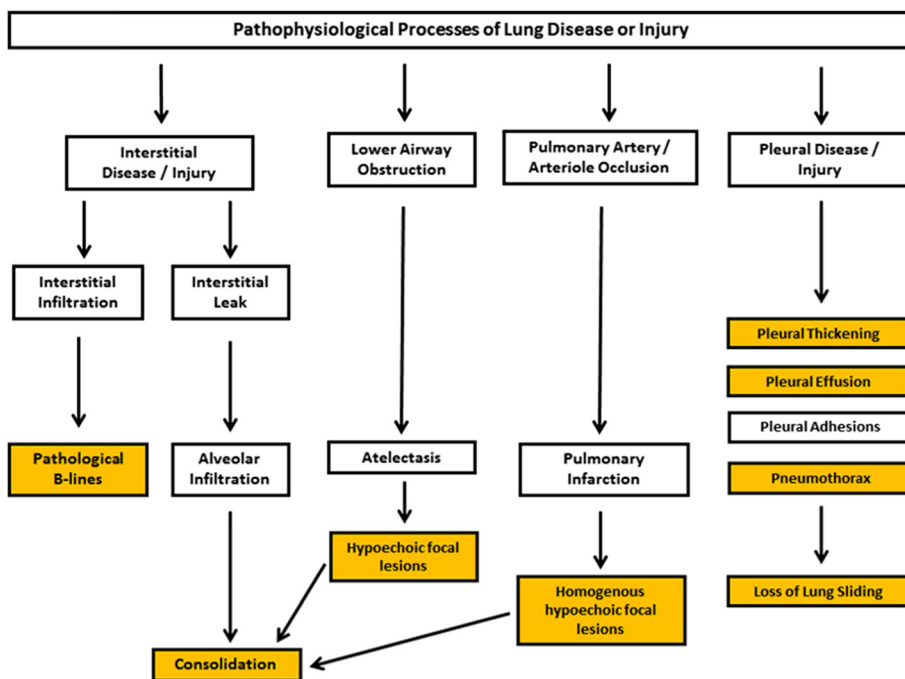 Pathophysiological Processes of Lung Disease or Injury
Interstitial
Disease / Injury
Lower Airway
Obstruction
Pulmonary Artery /
Arteriole Occlusion
Pleural Disease /
Injury
Interstitial
Infiltration
Interstitial
Leak
Pleural Thickening
Pleural Effusion
Pleural Adhesions
Pathological
B-lines
Alveolar
Infiltration
Atelectasis
Pulmonary
Infarction
Pneumothorax
Hypoechoic focal
lesions
Homogenous
hypoechoic focal
lesions
Loss of Lung Sliding
Consolidation